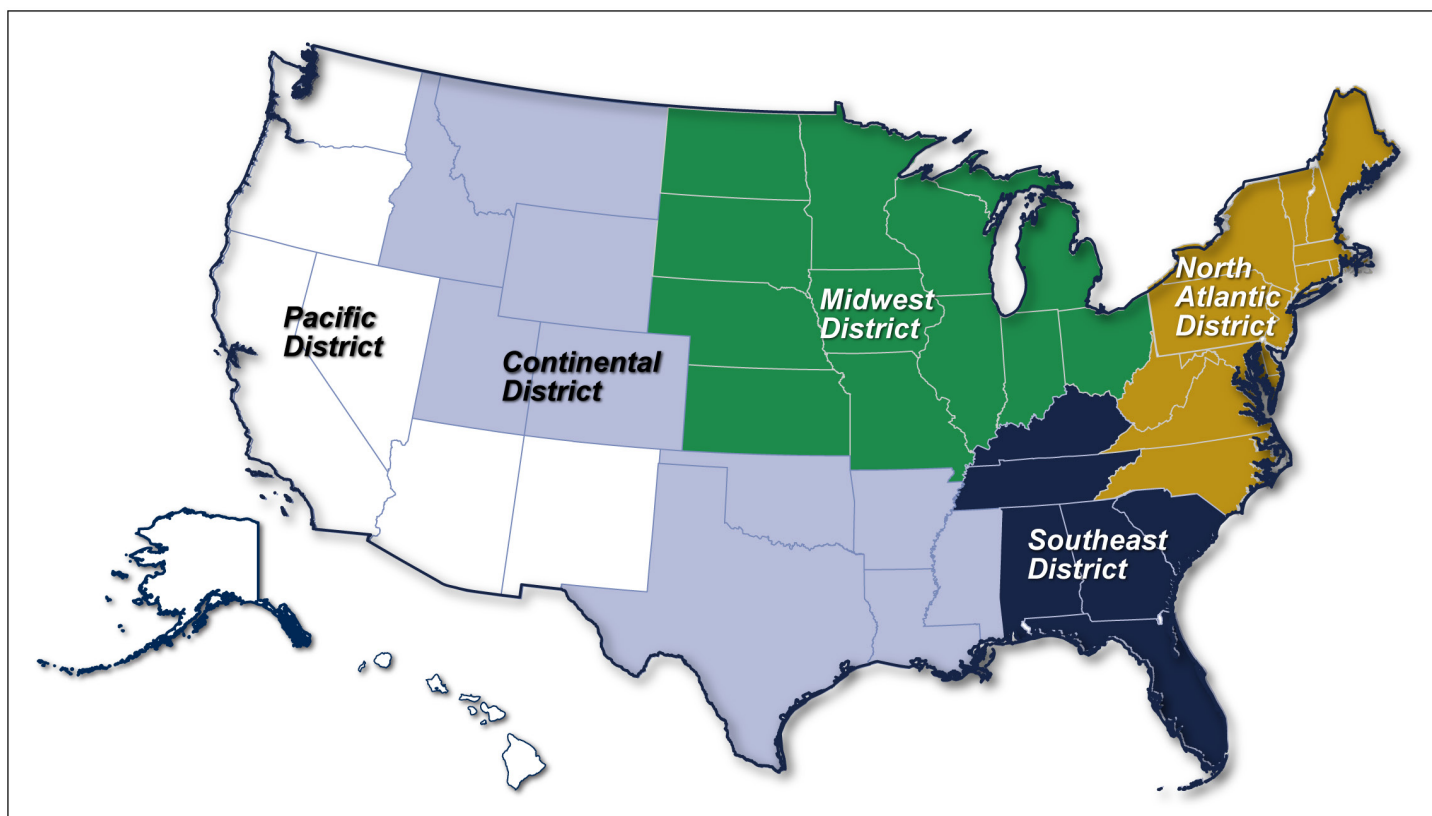 Pacific
District
Continental
District
Midwest
District
North
Atlantic
District
Southeast
District